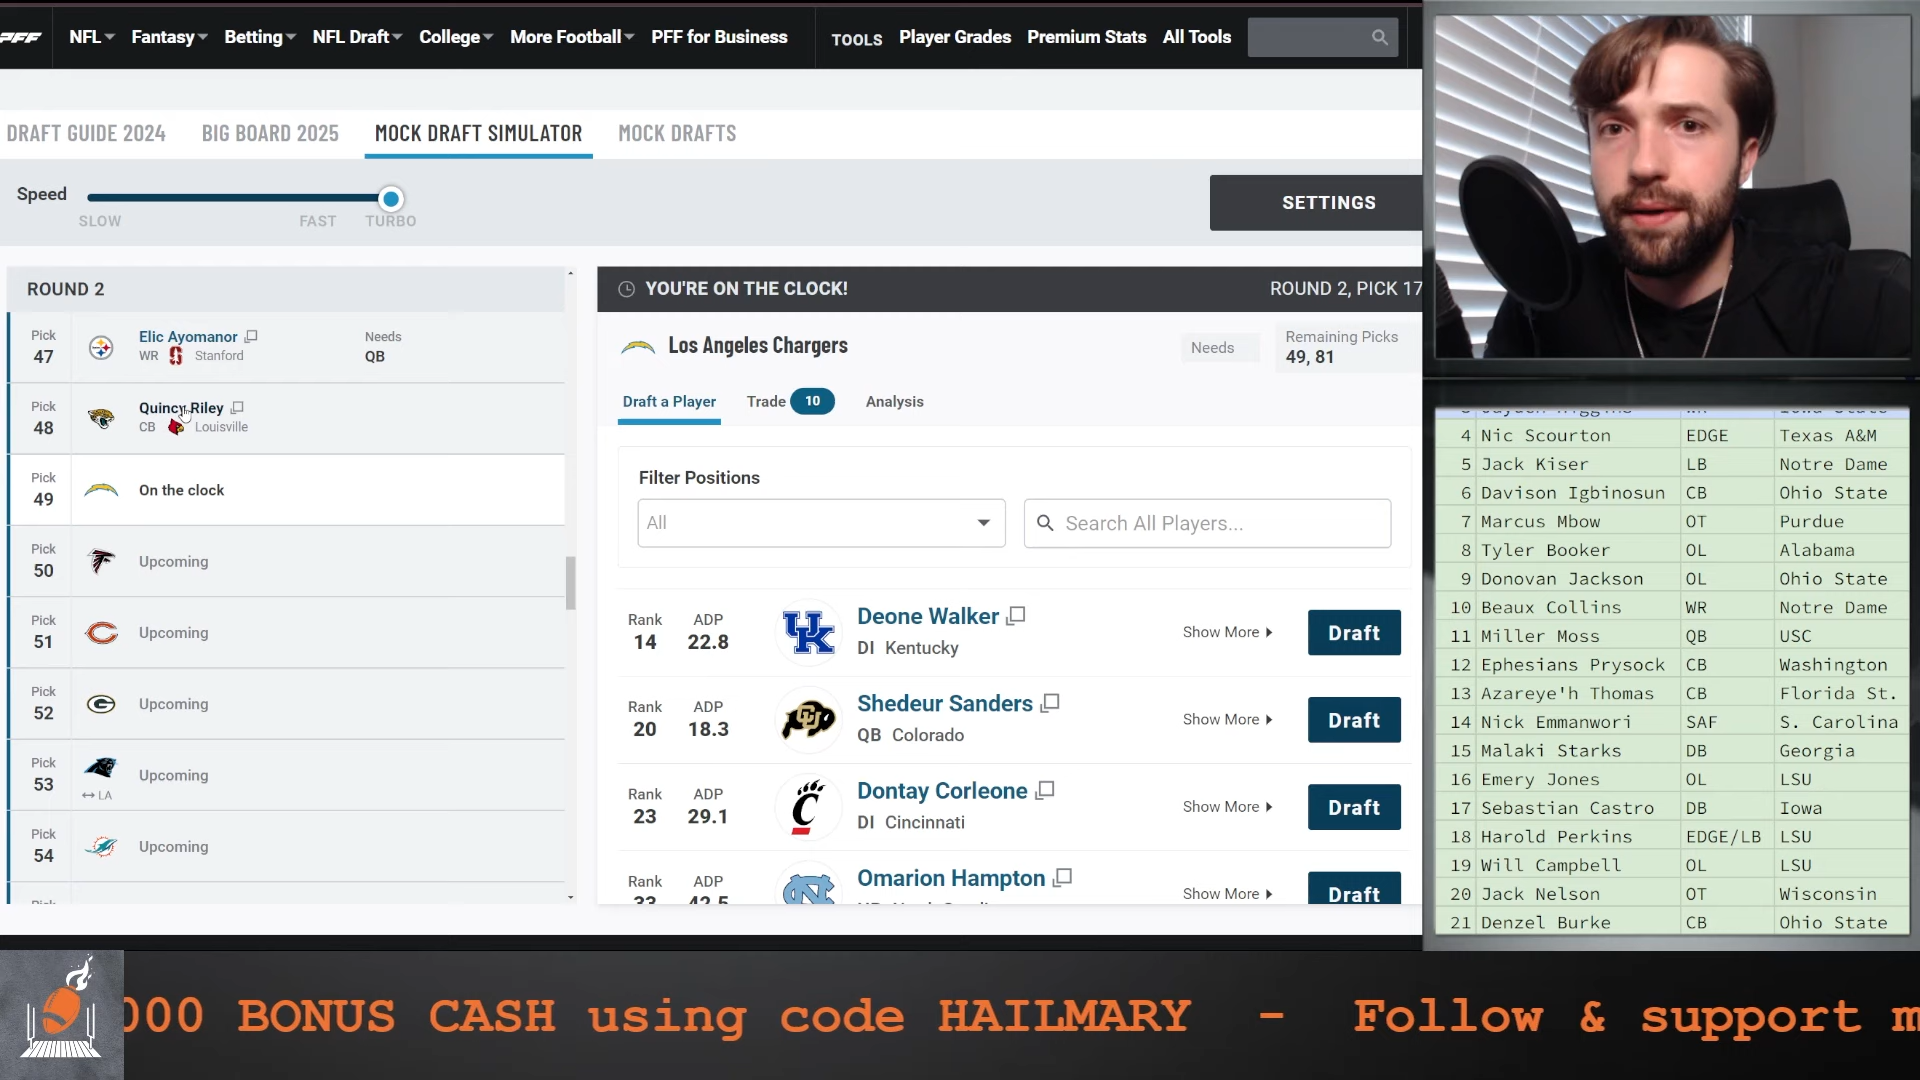 PFF NFL Fantasy Betting NFL Draft College More Football PFF for Business TOOLS Player Grades Premium Stats All Tools
DRAFT GUIDE 2024 BIG BOARD 2025 MOCK DRAFT SIMULATOR MOCK DRAFTS
Speed
SLOW FAST TURBO
SETTINGS
ROUND 2
Pick 47 Elic Ayomanor Needs
WR Stanford QB
Pick 48 Quincy Riley
CB Louisville
Pick 49 On the clock
Pick 50 Upcoming
Pick 51 Upcoming
Pick 52 Upcoming
Pick 53 Upcoming
LA
Pick 54 Upcoming
YOU'RE ON THE CLOCK! ROUND 2, PICK 17
Los Angeles Chargers Needs Remaining Picks
49, 81
Draft a Player Trade 10 Analysis
Filter Positions
All Search All Players...
Rank 14 ADP 22.8 Deone Walker Show More Draft
DI Kentucky
Rank 20 ADP 18.3 Shedeur Sanders Show More Draft
QB Colorado
Rank 23 ADP 29.1 Dontay Corleone Show More Draft
DI Cincinnati
Rank 33 ADP 42.5 Omarion Hampton Show More Draft
4 Nic Scourton EDGE Texas A&M
5 Jack Kiser LB Notre Dame
6 Davison Igbinosun CB Ohio State
7 Marcus Mbow OT Purdue
8 Tyler Booker OL Alabama
9 Donovan Jackson OL Ohio State
10 Beaux Collins WR Notre Dame
11 Miller Moss QB USC
12 Ephesians Prysock CB Washington
13 Azareye'h Thomas CB Florida St.
14 Nick Emmanwori SAF S. Carolina
15 Malaki Starks DB Georgia
16 Emery Jones OL LSU
17 Sebastian Castro DB Iowa
18 Harold Perkins EDGE/LB LSU
19 Will Campbell OL LSU
20 Jack Nelson OT Wisconsin
21 Denzel Burke CB Ohio State
000 BONUS CASH using code HAILMARY - Follow & support m